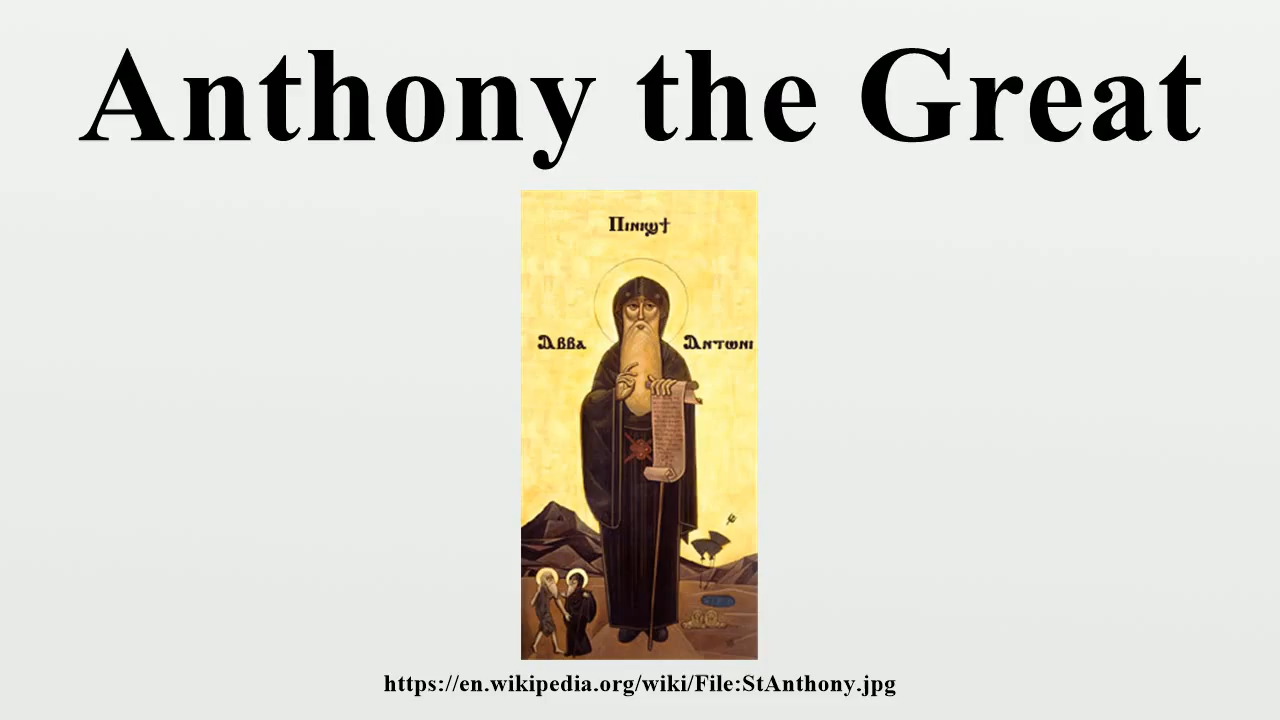 Anthony the Great
Ⲡⲓⲛⲓϣϯ
Ⲁⲃⲃⲁ Ⲁⲛⲧⲱⲛⲓ
https://en.wikipedia.org/wiki/File:StAnthony.jpg